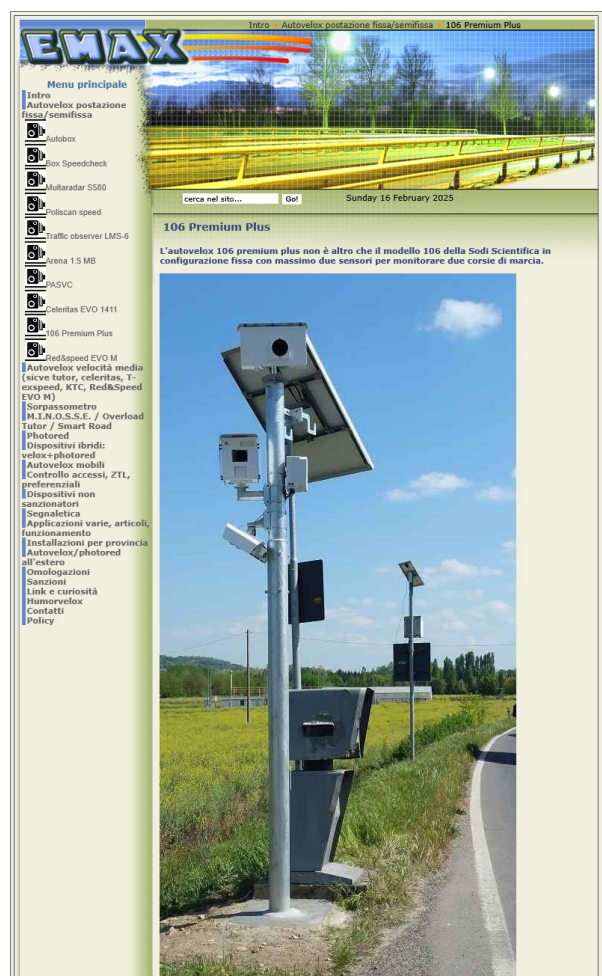 Intro Autovelox postazione fissa/semifissa 106 Premium Plus
EMAX
Menu principale
Intro
Autovelox postazione
fissa/semifissa
Autobox
Box Speedcheck
Multaradar S580
Poliscan speed
Traffic observer LMS-6
Arena 1.5 MB
PASVC
Celeritas EVO 1411
106 Premium Plus
Red&speed EVO M
Autovelox velocità media
(sicve tutor, celeritas, T-
exspeed, KTC, Red&Speed
EVO M)
Sorpassometro
M.I.N.O.S.S.E. / Overload
Tutor / Smart Road
Photored
Dispositivi ibridi:
velox+photored
Autovelox mobili
Controllo accessi, ZTL,
preferenziali
Dispositivi non
sanzionatori
Segnaletica
Applicazioni varie, articoli,
funzionamento
Installazioni per provincia
Autovelox/photored
all'estero
Omologazioni
Sanzioni
Link e curiosità
Humorvelox
Contatti
Policy
cerca nel sito... Go! Sunday 16 February 2025
106 Premium Plus
L'autovelox 106 premium plus non è altro che il modello 106 della Sodi Scientifica in
configurazione fissa con massimo due sensori per monitorare due corsie di marcia.